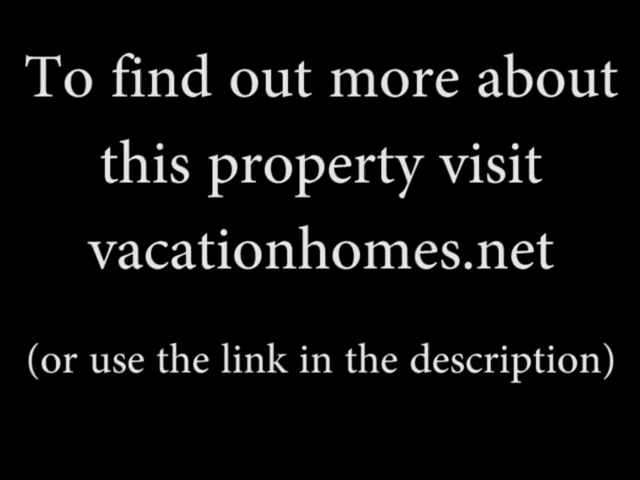 To find out more about
this property visit
vacationhomes.net
(or use the link in the description)